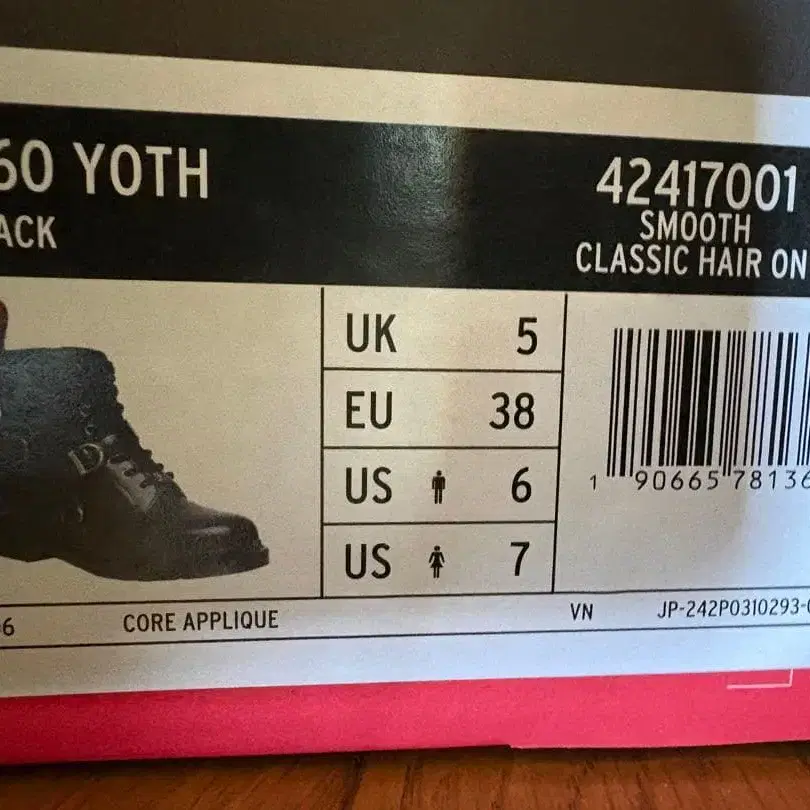 60 YOTH
ACK
42417001
SMOOTH
CLASSIC HAIR ON
UK 5
EU 38
US 6
US 7
1 90665 78136
6 CORE APPLIQUE VN JP-242P0310293-